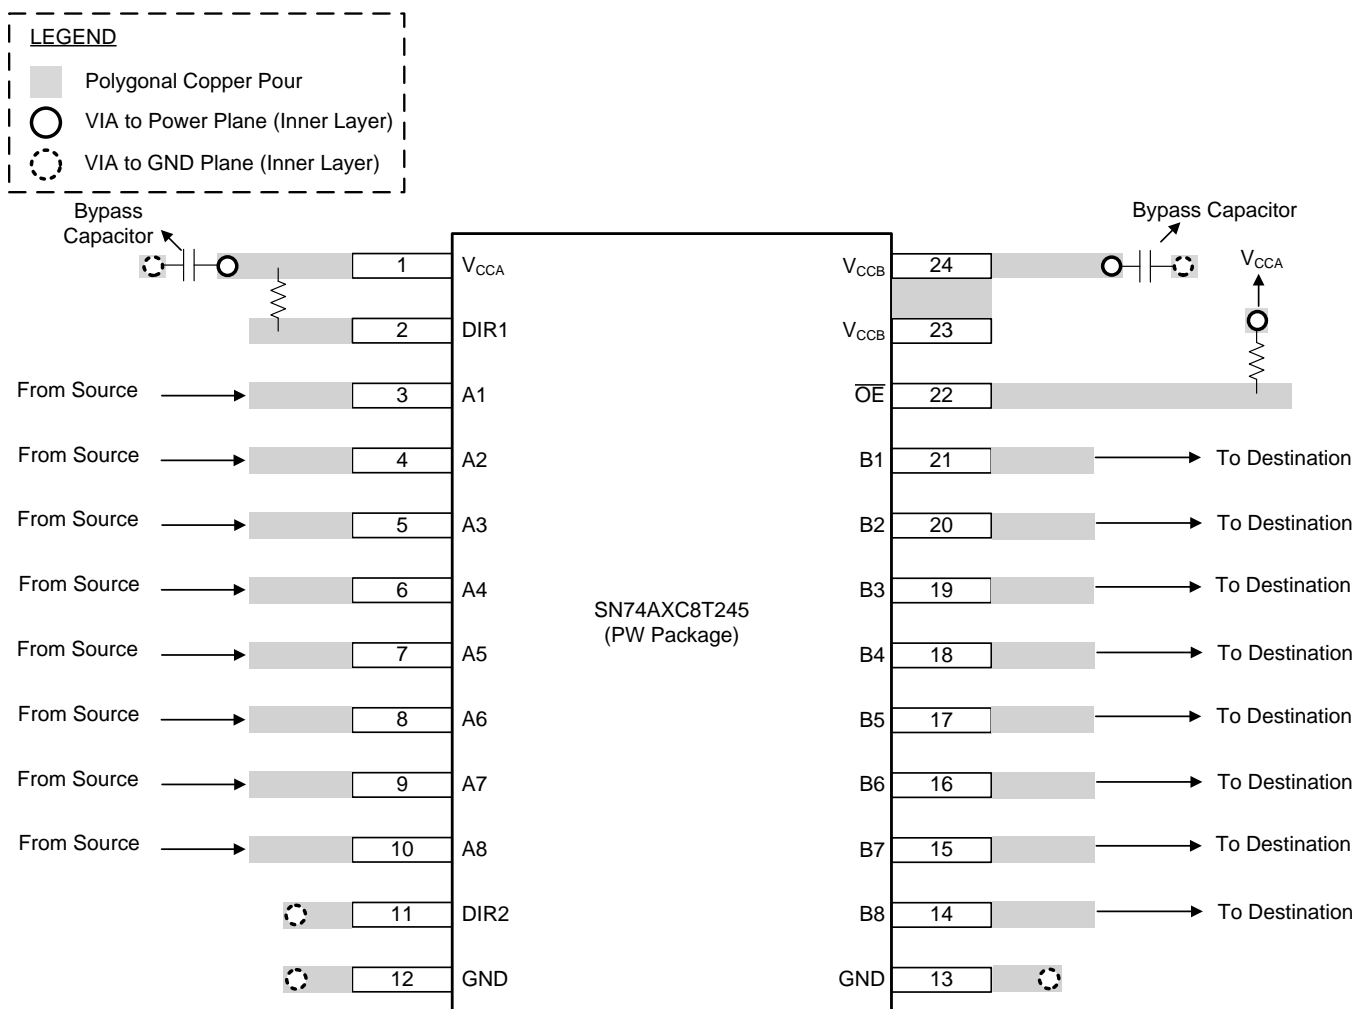 LEGEND
Polygonal Copper Pour
VIA to Power Plane (Inner Layer)
VIA to GND Plane (Inner Layer)
Bypass
Capacitor
Bypass Capacitor
VCCA
1 VCCA
VCCB 24
2 DIR1
VCCB 23
From Source 3 A1
OE 22
From Source 4 A2
B1 21 To Destination
From Source 5 A3
B2 20 To Destination
From Source 6 A4
B3 19 To Destination
SN74AXC8T245
(PW Package)
From Source 7 A5
B4 18 To Destination
From Source 8 A6
B5 17 To Destination
From Source 9 A7
B6 16 To Destination
From Source 10 A8
B7 15 To Destination
11 DIR2
B8 14 To Destination
12 GND
GND 13